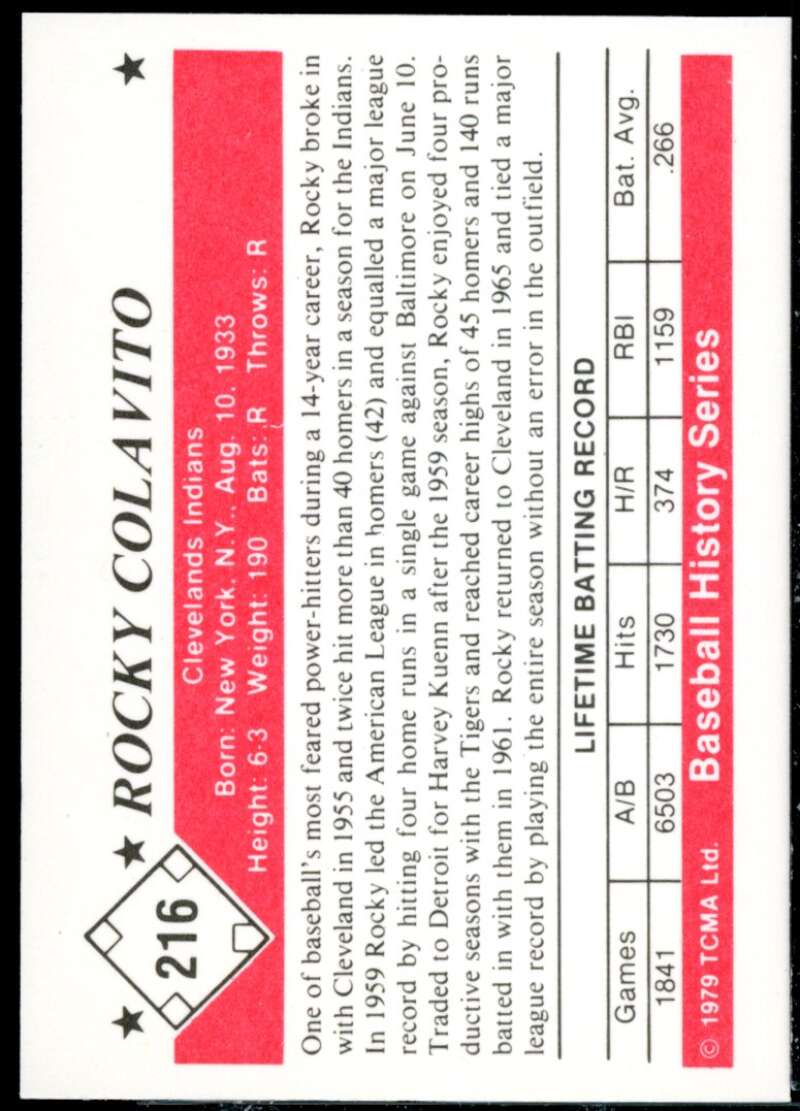 216
ROCKY COLAVITO
Clevelands Indians
Born: New York, N.Y., Aug. 10, 1933
Height: 6-3 Weight: 190 Bats: R Throws: R
One of baseball's most feared power-hitters during a 14-year career, Rocky broke in
with Cleveland in 1955 and twice hit more than 40 homers in a season for the Indians.
In 1959 Rocky led the American League in homers (42) and equalled a major league
record by hitting four home runs in a single game against Baltimore on June 10.
Traded to Detroit for Harvey Kuenn after the 1959 season, Rocky enjoyed four pro-
ductive seasons with the Tigers and reached career highs of 45 homers and 140 runs
batted in with them in 1961. Rocky returned to Cleveland in 1965 and tied a major
league record by playing the entire season without an error in the outfield.
LIFETIME BATTING RECORD
Games A/B Hits H/R RBI Bat. Avg.
1841 6503 1730 374 1159 .266
© 1979 TCMA Ltd. Baseball History Series